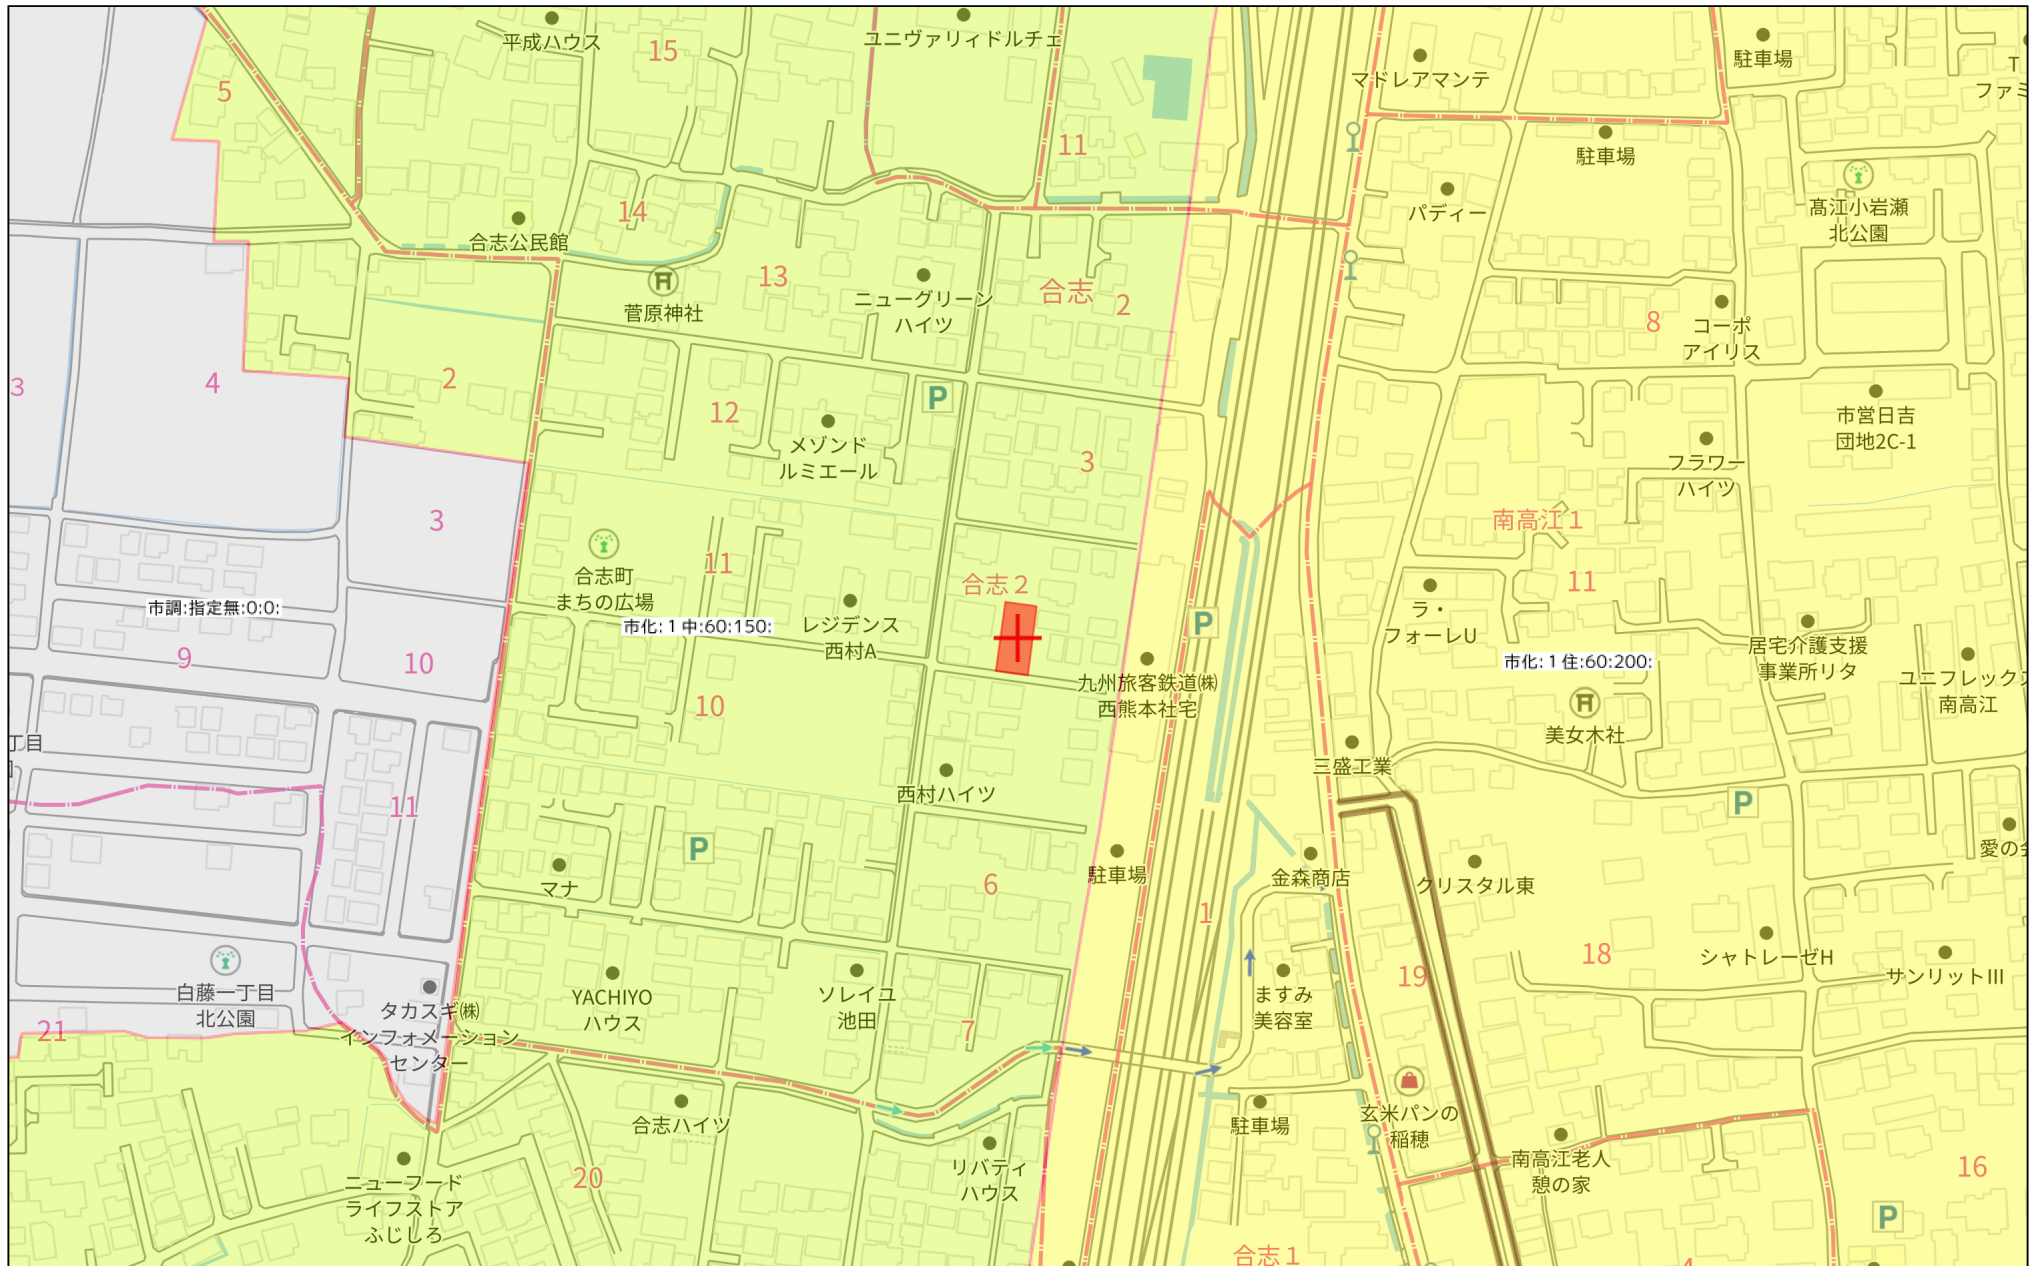 平成ハウス
15
ユニヴァリィドルチェ
マドレアマンテ
駐車場
ファミ
5
11
駐車場
髙江小岩瀬
北公園
パディー
14
合志公民館
菅原神社
13
ニューグリーン
ハイツ
合志
2
8
コーポ
アイリス
3
4
2
12
メゾンド
ルミエール
P
3
市営日吉
団地2C-1
フラワー
ハイツ
3
合志町
まちの広場
11
合志2
南高江1
11
市調:指定無:0:0:
市化:1中:60:150:
レジデンス
西村A
P
ラ・
フォーレU
市化:1住:60:200:
居宅介護支援
事業所リタ
ユニフレックス
南高江
9
10
10
九州旅客鉄道㈱
西熊本社宅
美女木社
丁目
三盛工業
西村ハイツ
11
P
P
マナ
6
駐車場
金森商店
クリスタル東
愛の
1
白藤一丁目
北公園
タカスギ㈱
インフォメーション
センター
YACHIYO
ハウス
ソレイユ
池田
7
ますみ
美容室
19
18
シャトレーゼH
サンリットIII
21
合志ハイツ
駐車場
玄米パンの
稲穂
南高江老人
憩の家
リバティ
ハウス
16
ニューフード
ライフストア
ふじしろ
20
P
合志1